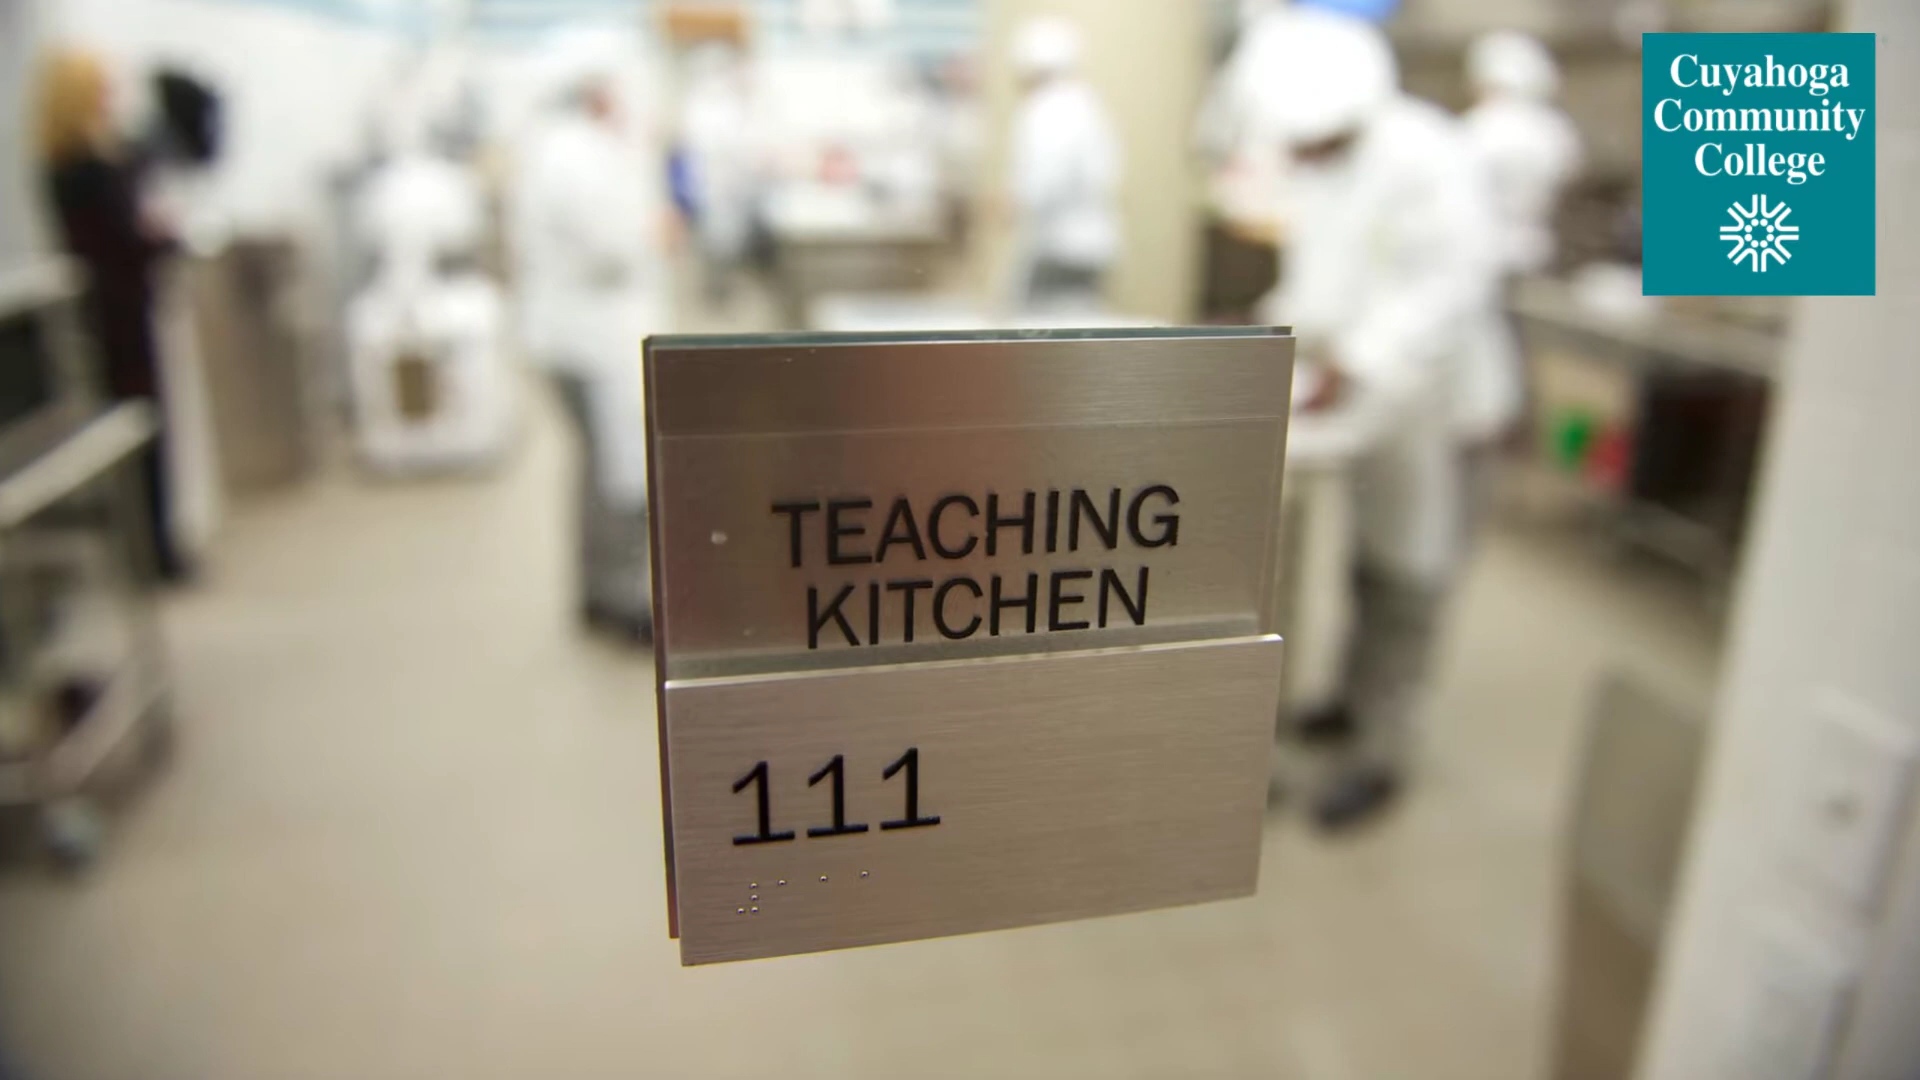 Cuyahoga
Community
College
TEACHING
KITCHEN
111
⠼⠁⠁⠁